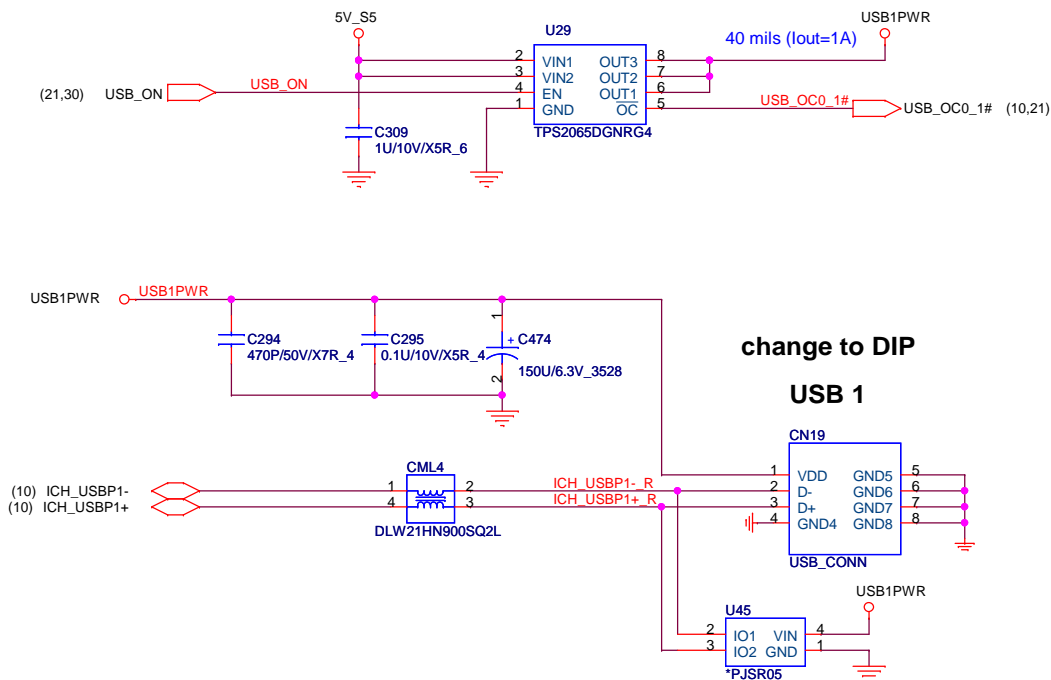 5V_S5
USB1PWR
U29
40 mils (Iout=1A)
2 VIN1 OUT3 8
3 VIN2 OUT2 7
(21,30) USB_ON USB_ON 4 EN OUT1 6
1 GND OC 5 USB_OC0_1# USB_OC0_1# (10,21)
TPS2065DGNRG4
C309
1U/10V/X5R_6
USB1PWR USB1PWR
1
C294
470P/50V/X7R_4
C295
0.1U/10V/X5R_4
+ C474
150U/6.3V_3528
2
change to DIP
USB 1
CN19
CML4
1 VDD GND5 5
(10) ICH_USBP1- 1 2 ICH_USBP1-_R 2 D- GND6 6
(10) ICH_USBP1+ 4 3 ICH_USBP1+_R 3 D+ GND7 7
4 GND4 GND8 8
DLW21HN900SQ2L
USB_CONN
USB1PWR
U45
2 IO1 VIN 4
3 IO2 GND 1
*PJSR05